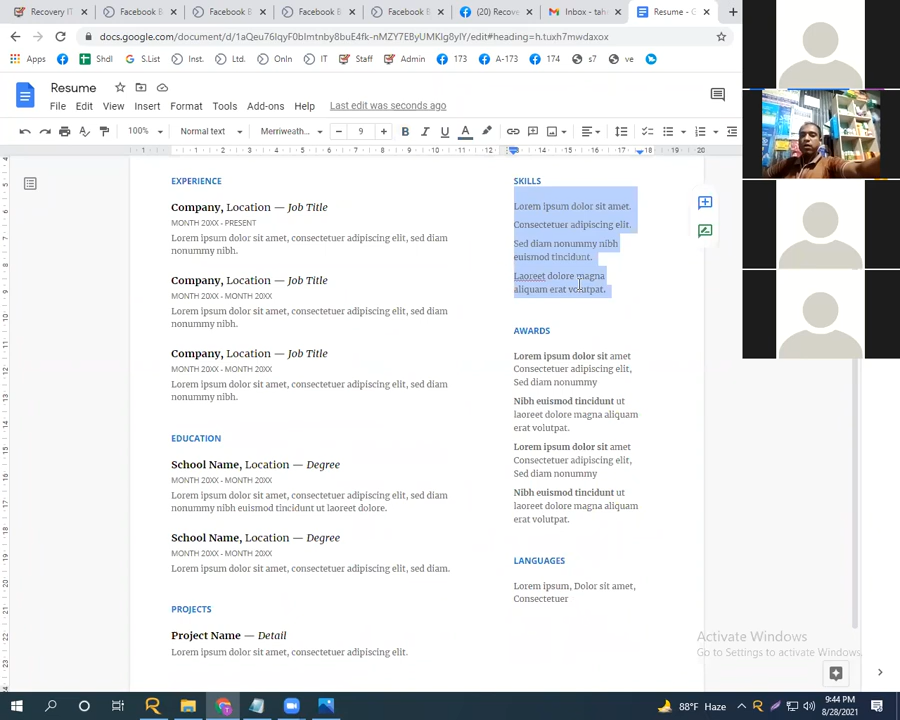 Recovery IT
Facebook B
Facebook B
Facebook B
Facebook B
(20) Recove
Inbox - tah
Resume - G
docs.google.com/document/d/1aQeu76IqyF0bImtnby8buE4fk-nMZY7EByUMKIg8yIY/edit#heading=h.tuxh7mwdaxox
Apps
Shdl
S.List
Inst.
Ltd.
OnIn
IT
Staff
Admin
173
A-173
174
s7
ve
Resume
File Edit View Insert Format Tools Add-ons Help Last edit was seconds ago
100% Normal text Merriweath... 9
EXPERIENCE
Company, Location — Job Title
MONTH 20XX - PRESENT
Lorem ipsum dolor sit amet, consectetuer adipiscing elit, sed diam
nonummy nibh.
Company, Location — Job Title
MONTH 20XX - MONTH 20XX
Lorem ipsum dolor sit amet, consectetuer adipiscing elit, sed diam
nonummy nibh.
Company, Location — Job Title
MONTH 20XX - MONTH 20XX
Lorem ipsum dolor sit amet, consectetuer adipiscing elit, sed diam
nonummy nibh.
EDUCATION
School Name, Location — Degree
MONTH 20XX - MONTH 20XX
Lorem ipsum dolor sit amet, consectetuer adipiscing elit, sed diam
nonummy nibh euismod tincidunt ut laoreet dolore.
School Name, Location — Degree
MONTH 20XX - MONTH 20XX
Lorem ipsum dolor sit amet, consectetuer adipiscing elit, sed diam.
PROJECTS
Project Name — Detail
Lorem ipsum dolor sit amet, consectetuer adipiscing elit.
SKILLS
Lorem ipsum dolor sit amet.
Consectetuer adipiscing elit.
Sed diam nonummy nibh
euismod tincidunt.
Laoreet dolore magna
aliquam erat volutpat.
AWARDS
Lorem ipsum dolor sit amet
Consectetuer adipiscing elit,
Sed diam nonummy
Nibh euismod tincidunt ut
laoreet dolore magna aliquam
erat volutpat.
Lorem ipsum dolor sit amet
Consectetuer adipiscing elit,
Sed diam nonummy
Nibh euismod tincidunt ut
laoreet dolore magna aliquam
erat volutpat.
LANGUAGES
Lorem ipsum, Dolor sit amet,
Consectetuer
Activate Windows
Go to Settings to activate Windows.
88°F Haze
9:44 PM
8/28/2021